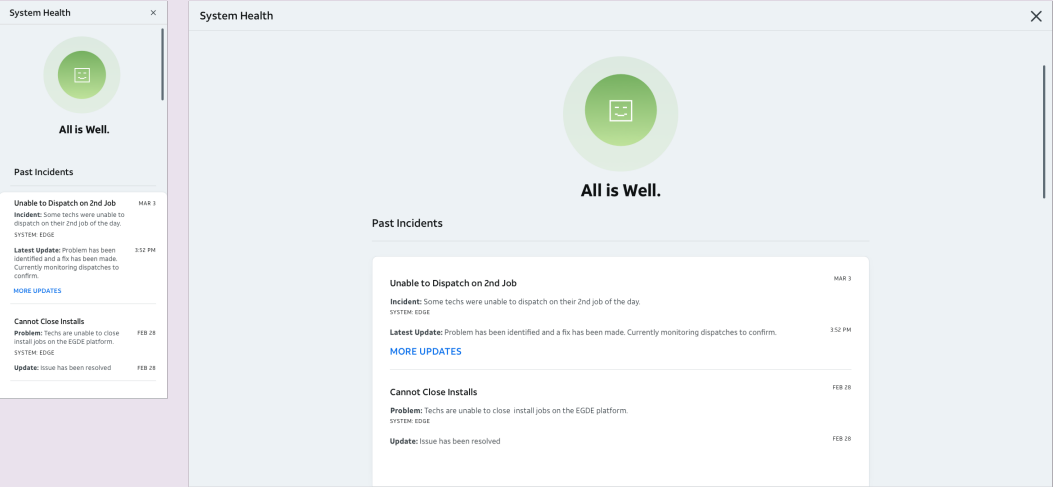 System Health
×
All is Well.
Past Incidents
Unable to Dispatch on 2nd Job MAR 3
Incident: Some techs were unable to
dispatch on their 2nd job of the day.
SYSTEM: EDGE
Latest Update: Problem has been 3:52 PM
identified and a fix has been made.
Currently monitoring dispatches to
confirm.
MORE UPDATES
Cannot Close Installs
Problem: Techs are unable to close FEB 28
install jobs on the EGDE platform.
SYSTEM: EDGE
Update: Issue has been resolved FEB 28
System Health
×
All is Well.
Past Incidents
Unable to Dispatch on 2nd Job MAR 3
Incident: Some techs were unable to dispatch on their 2nd job of the day.
SYSTEM: EDGE
Latest Update: Problem has been identified and a fix has been made. Currently monitoring dispatches to confirm. 3:52 PM
MORE UPDATES
Cannot Close Installs FEB 28
Problem: Techs are unable to close install jobs on the EGDE platform.
SYSTEM: EDGE
Update: Issue has been resolved FEB 28